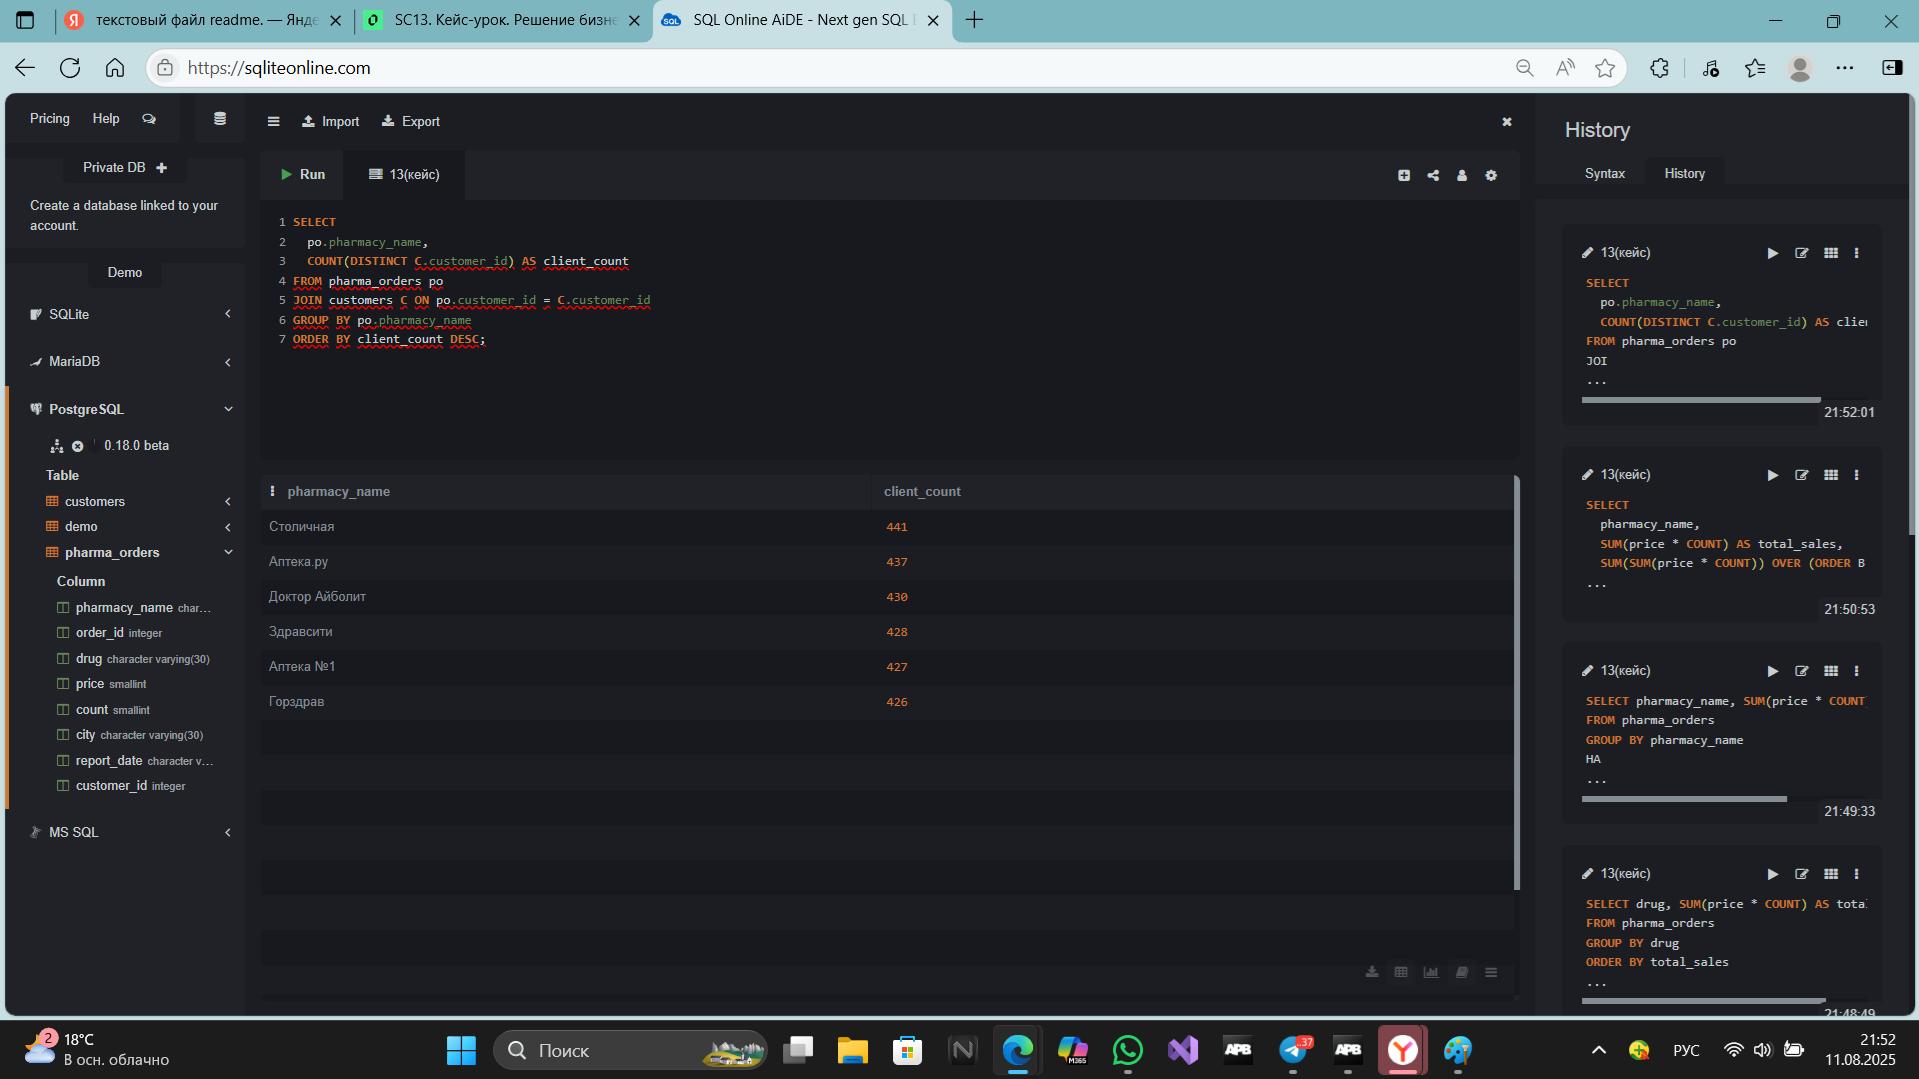 текстовый файл readme. — Янде
SC13. Кейс-урок. Решение бизне
SQL Online AiDE - Next gen SQL E
https://sqliteonline.com
Pricing
Help
Import
Export
Private DB
Create a database linked to your
account.
Demo
SQLite
MariaDB
PostgreSQL
0.18.0 beta
Table
customers
demo
pharma_orders
Column
pharmacy_name char...
order_id integer
drug character varying(30)
price smallint
count smallint
city character varying(30)
report_date character v...
customer_id integer
MS SQL
Run
13(кейс)
1 SELECT
2 po.pharmacy_name,
3 COUNT(DISTINCT C.customer_id) AS client_count
4 FROM pharma_orders po
5 JOIN customers C ON po.customer_id = C.customer_id
6 GROUP BY po.pharmacy_name
7 ORDER BY client_count DESC;
pharmacy_name client_count
Столичная 441
Аптека.ру 437
Доктор Айболит 430
Здравсити 428
Аптека №1 427
Горздрав 426
History
Syntax
History
13(кейс)
SELECT
po.pharmacy_name,
COUNT(DISTINCT C.customer_id) AS clien
FROM pharma_orders po
JOI
...
21:52:01
13(кейс)
SELECT
pharmacy_name,
SUM(price * COUNT) AS total_sales,
SUM(SUM(price * COUNT)) OVER (ORDER B
...
21:50:53
13(кейс)
SELECT pharmacy_name, SUM(price * COUNT
FROM pharma_orders
GROUP BY pharmacy_name
HA
...
21:49:33
13(кейс)
SELECT drug, SUM(price * COUNT) AS total
FROM pharma_orders
GROUP BY drug
ORDER BY total_sales
...
21:48:49
2
18°C
В осн. облачно
Поиск
M365
APB
37
APB
РУС
21:52
11.08.2025